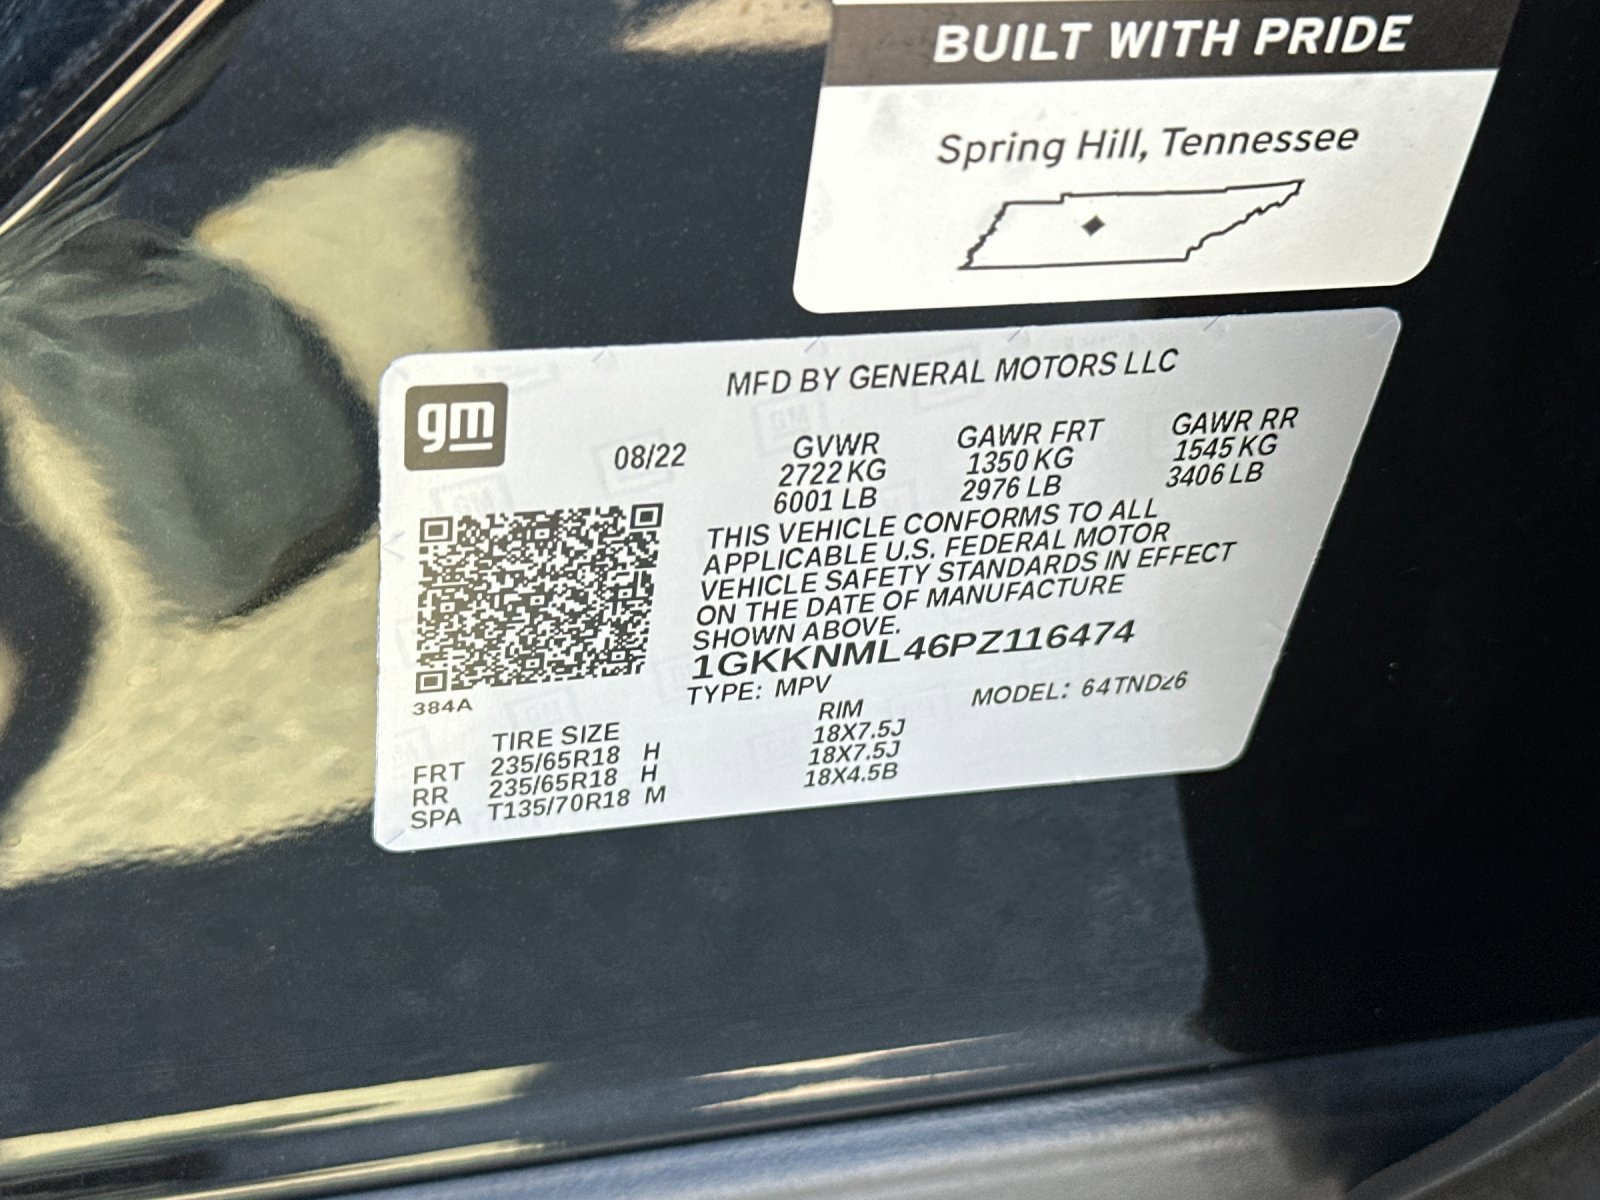 BUILT WITH PRIDE
Spring Hill, Tennessee
gm
MFD BY GENERAL MOTORS LLC
08/22
GVWR GAWR FRT GAWR RR
2722 KG 1350 KG 1545 KG
6001 LB 2976 LB 3406 LB
THIS VEHICLE CONFORMS TO ALL
APPLICABLE U.S. FEDERAL MOTOR
VEHICLE SAFETY STANDARDS IN EFFECT
ON THE DATE OF MANUFACTURE
SHOWN ABOVE.
1GKKNML46PZ116474
TYPE: MPV MODEL: 64TND26
384A
TIRE SIZE RIM
FRT 235/65R18 H 18X7.5J
RR 235/65R18 H 18X7.5J
SPA T135/70R18 M 18X4.5B